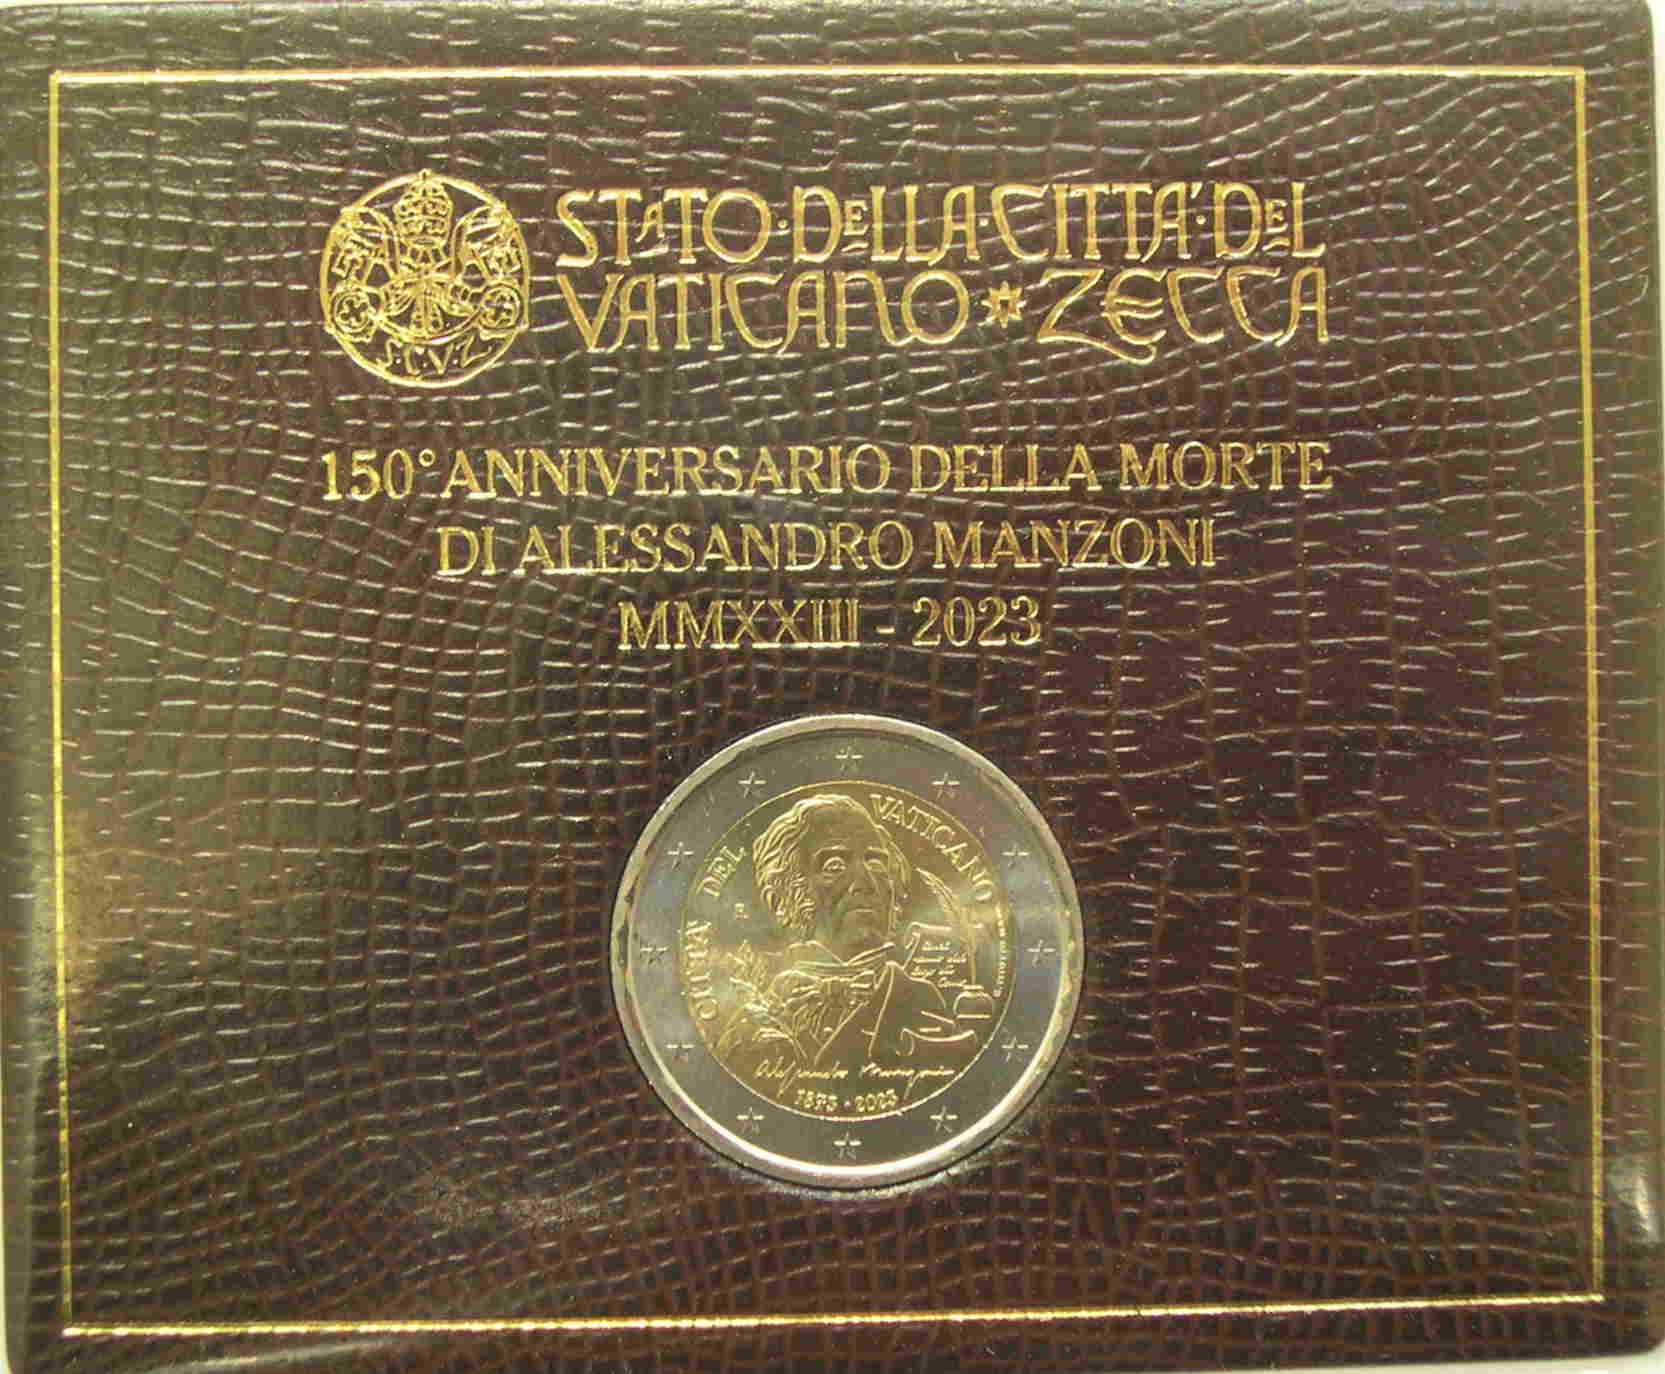 STATO·DELLA·CITTA'·DEL
VATICANO * ZECCA
S.C.V.Z.
150° ANNIVERSARIO DELLA MORTE
DI ALESSANDRO MANZONI
MMXXIII - 2023
CITTÀ DEL VATICANO
R
Alessandro Manzoni
1873 · 2023